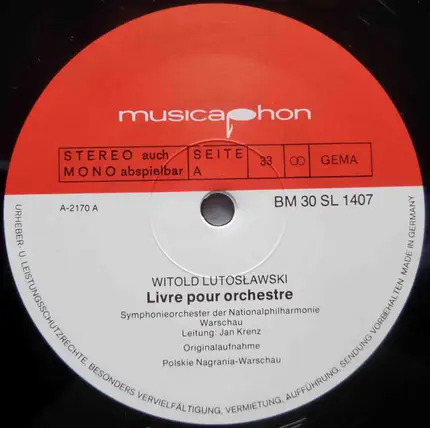 musicaphon
STEREO auch SEITE 33 ∞ GEMA
MONO abspielbar A
A-2170 A BM 30 SL 1407
WITOLD LUTOSŁAWSKI
Livre pour orchestre
Symphonieorchester der Nationalphilharmonie
Warschau
Leitung: Jan Krenz
Originalaufnahme
Polskie Nagrania-Warschau
URHEBER- U. LEISTUNGSSCHUTZRECHTE, BESONDERS VERVIELFÄLTIGUNG, VERMIETUNG, AUFFÜHRUNG, SENDUNG VORBEHALTEN MADE IN GERMANY